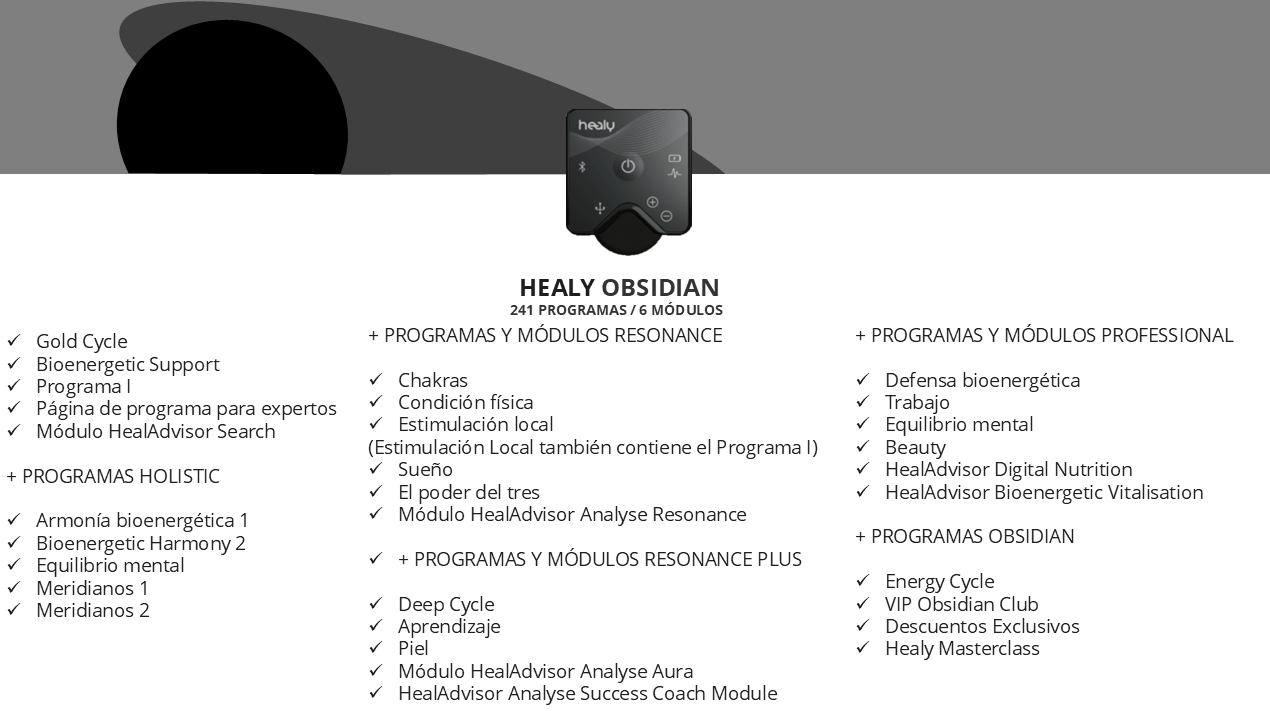 healy
HEALY OBSIDIAN
241 PROGRAMAS / 6 MÓDULOS
✓ Gold Cycle
✓ Bioenergetic Support
✓ Programa I
✓ Página de programa para expertos
✓ Módulo HealAdvisor Search
+ PROGRAMAS HOLISTIC
✓ Armonía bioenergética 1
✓ Bioenergetic Harmony 2
✓ Equilibrio mental
✓ Meridianos 1
✓ Meridianos 2
+ PROGRAMAS Y MÓDULOS RESONANCE
✓ Chakras
✓ Condición física
✓ Estimulación local
(Estimulación Local también contiene el Programa I)
✓ Sueño
✓ El poder del tres
✓ Módulo HealAdvisor Analyse Resonance
✓ + PROGRAMAS Y MÓDULOS RESONANCE PLUS
✓ Deep Cycle
✓ Aprendizaje
✓ Piel
✓ Módulo HealAdvisor Analyse Aura
✓ HealAdvisor Analyse Success Coach Module
+ PROGRAMAS Y MÓDULOS PROFESSIONAL
✓ Defensa bioenergética
✓ Trabajo
✓ Equilibrio mental
✓ Beauty
✓ HealAdvisor Digital Nutrition
✓ HealAdvisor Bioenergetic Vitalisation
+ PROGRAMAS OBSIDIAN
✓ Energy Cycle
✓ VIP Obsidian Club
✓ Descuentos Exclusivos
✓ Healy Masterclass